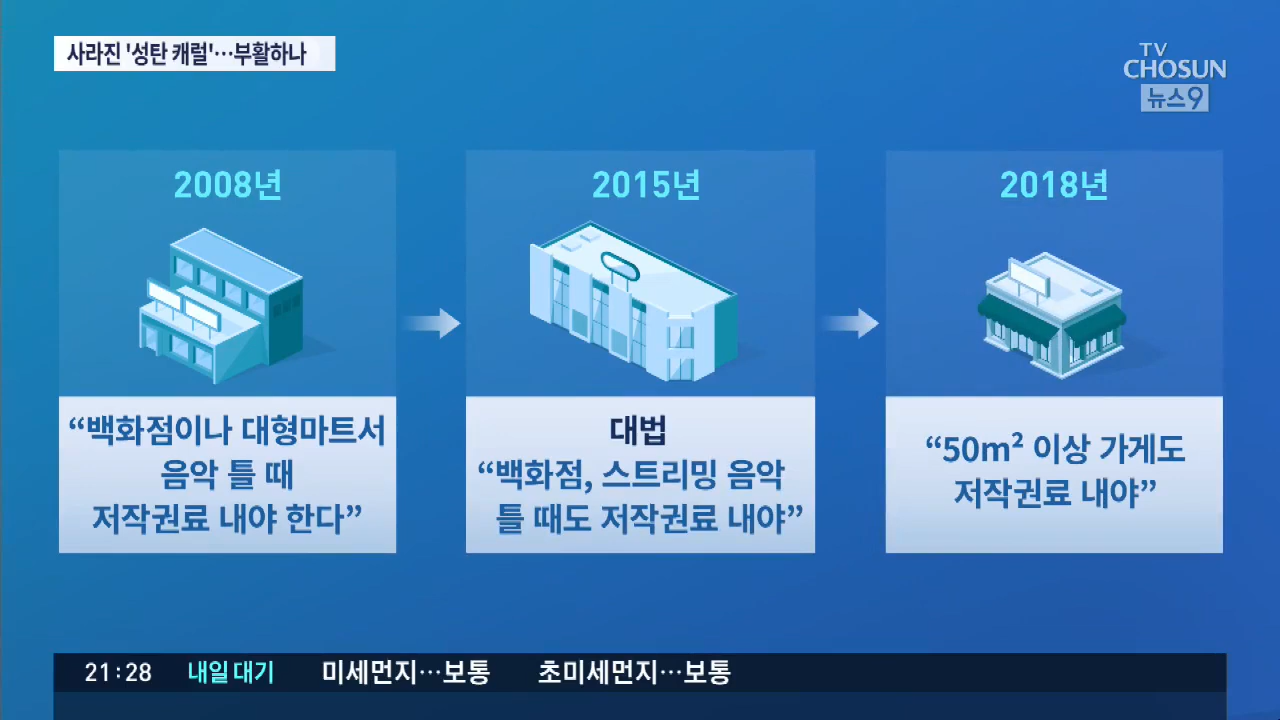 사라진 '성탄 캐럴'…부활하나
TV
CHOSUN
뉴스9
2008년
“백화점이나 대형마트서
음악 틀 때
저작권료 내야 한다”
2015년
대법
“백화점, 스트리밍 음악
틀 때도 저작권료 내야”
2018년
“50m² 이상 가게도
저작권료 내야”
21:28 내일 대기 미세먼지…보통 초미세먼지…보통